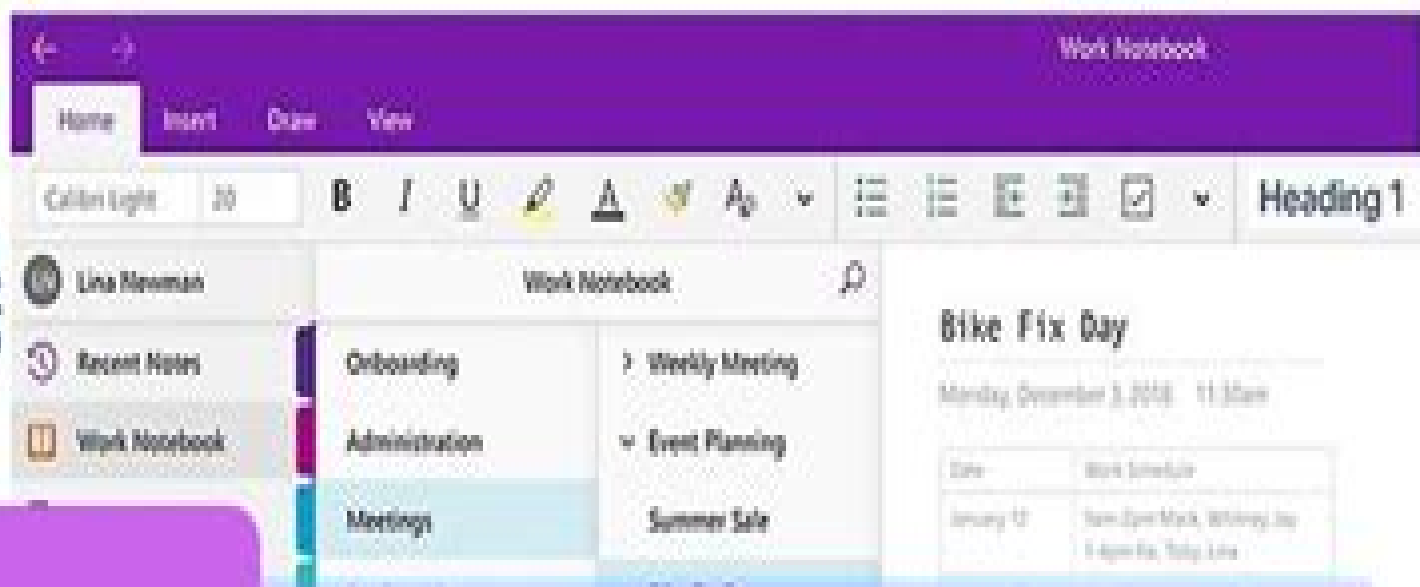 Work Notebook
Home Insert Draw View
Calibri Light 20 B I U A Heading 1
Lina Newman
Work Notebook
Bike Fix Day
Recent Notes
Onboarding
Weekly Meeting
Monday, December 3, 2018 11:30am
Work Notebook
Administration
Event Planning
Date Work Schedule
Meetings
Summer Sale
January 12